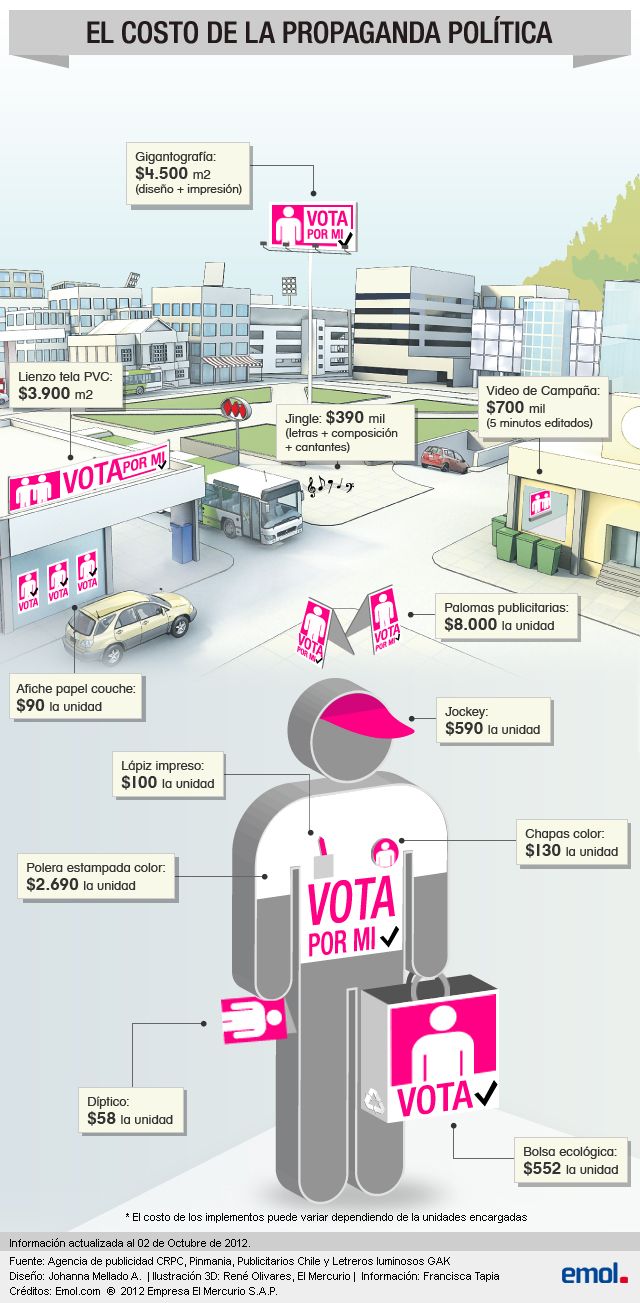 EL COSTO DE LA PROPAGANDA POLÍTICA
Gigantografía:
$4.500 m2
(diseño + impresión)
VOTA
POR MI
Lienzo tela PVC:
$3.900 m2
Jingle: $390 mil
(letras + composición
+ cantantes)
Video de Campaña:
$700 mil
(5 minutos editados)
VOTA POR MI
VOTA
VOTA
VOTA
VOTA
POR MI
VOTA
POR MI
Palomas publicitarias:
$8.000 la unidad
Afiche papel couche:
$90 la unidad
Jockey:
$590 la unidad
Lápiz impreso:
$100 la unidad
Chapas color:
$130 la unidad
Polera estampada color:
$2.690 la unidad
VOTA
POR MI
Díptico:
$58 la unidad
VOTA
Bolsa ecológica:
$552 la unidad
* El costo de los implementos puede variar dependiendo de la unidades encargadas
Información actualizada al 02 de Octubre de 2012.
Fuente: Agencia de publicidad CRPC, Pinmania, Publicitarios Chile y Letreros luminosos GAK
Diseño: Johanna Mellado A. | Ilustración 3D: René Olivares, El Mercurio | Información: Francisca Tapia
Créditos: Emol.com ® 2012 Empresa El Mercurio S.A.P.
emol.